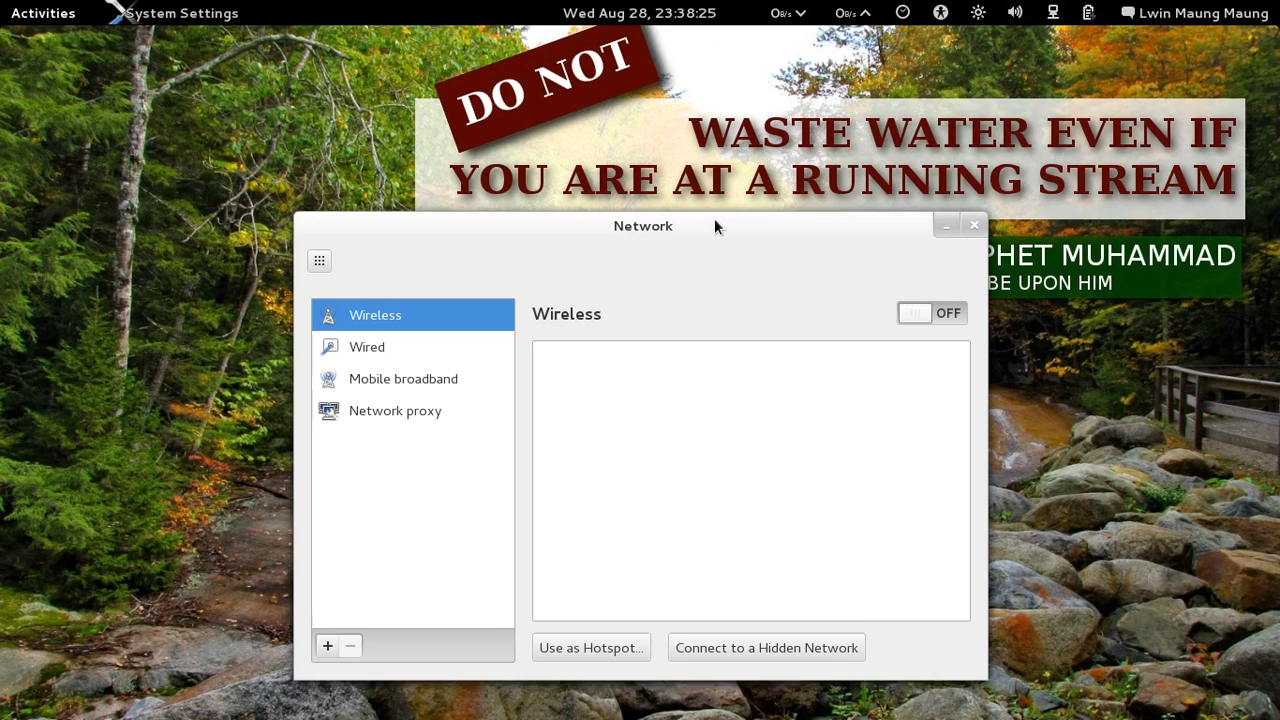 Activities
System Settings
Wed Aug 28, 23:38:25
0B/s
0B/s
Lwin Maung Maung
DO NOT
WASTE WATER EVEN IF
YOU ARE AT A RUNNING STREAM
PHET MUHAMMAD
BE UPON HIM
Network
Wireless
Wired
Mobile broadband
Network proxy
Wireless
OFF
Use as Hotspot...
Connect to a Hidden Network